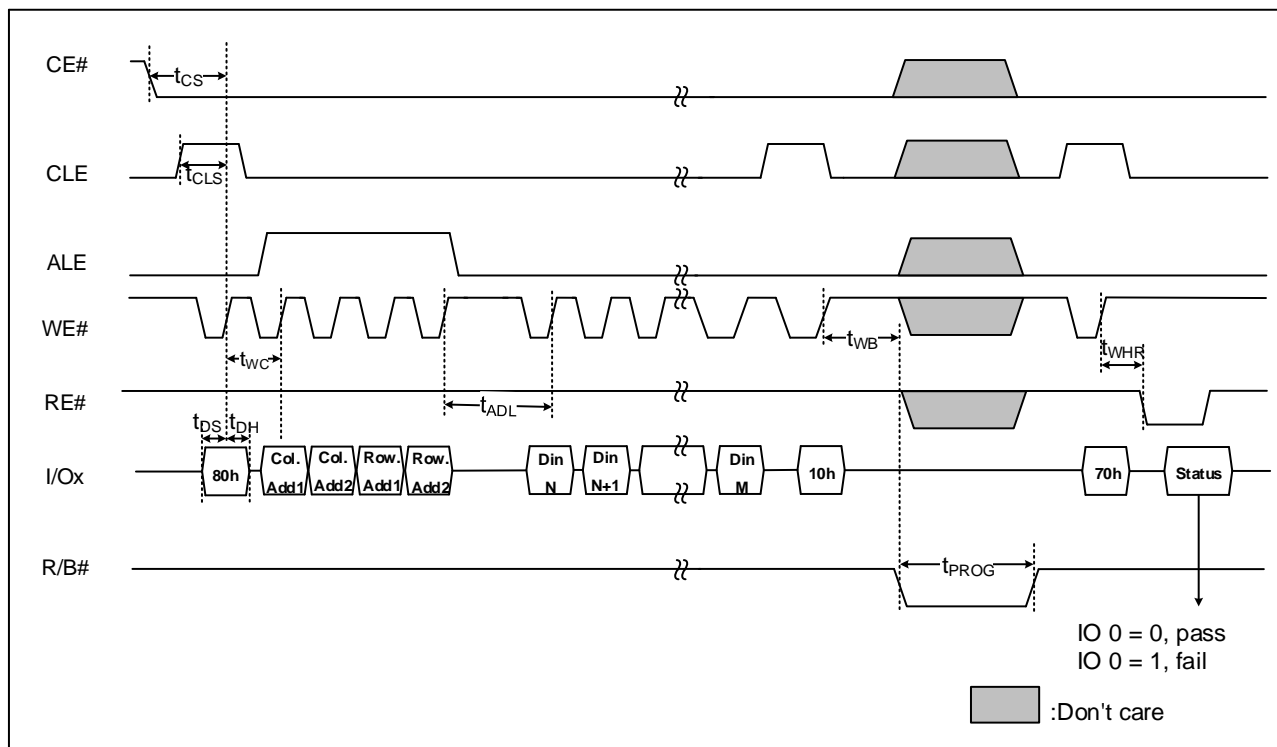 CE#
tCS
CLE
tCLS
ALE
WE#
tWC
tWB
tWHR
RE#
tADL
tDS
tDH
I/Ox
80h
Col.
Add1
Col.
Add2
Row.
Add1
Row.
Add2
Din
N
Din
N+1
Din
M
10h
70h
Status
R/B#
tPROG
IO 0 = 0, pass
IO 0 = 1, fail
:Don't care